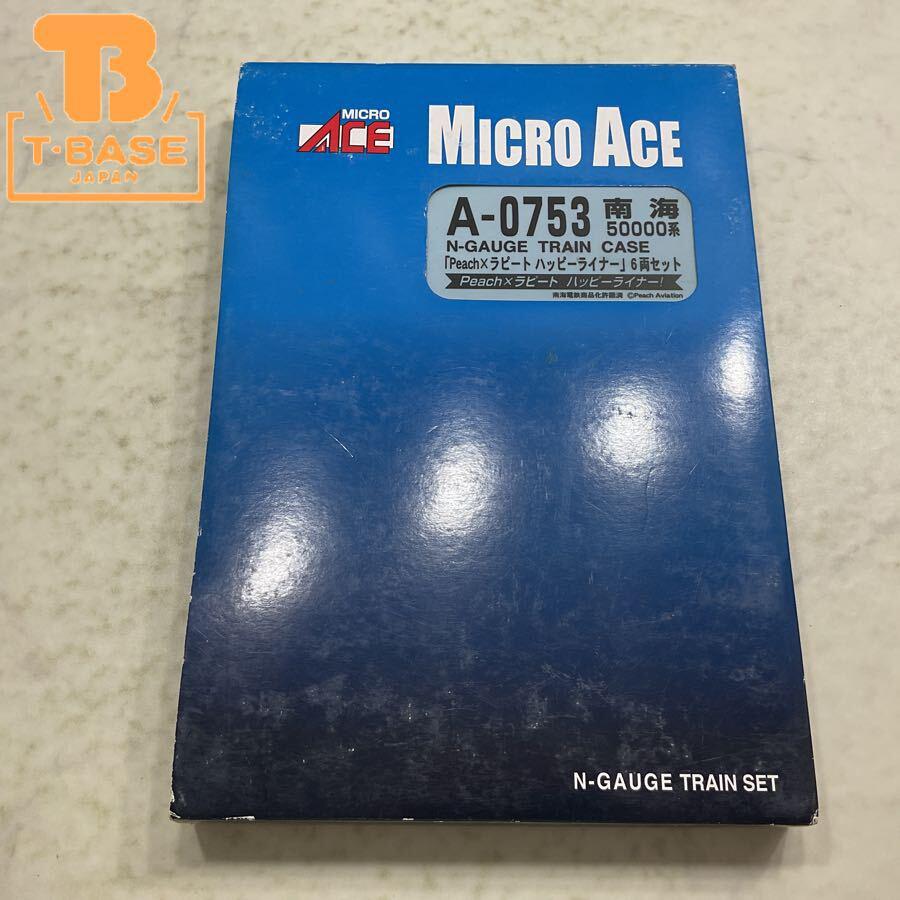 T·BASE
JAPAN
MICRO
ACE
MICRO ACE
A-0753 南海
50000系
N-GAUGE TRAIN CASE
「Peach×ラピート ハッピーライナー」6両セット
Peach×ラピート ハッピーライナー!
南海電鉄商品化許諾済 ©Peach Aviation
N-GAUGE TRAIN SET